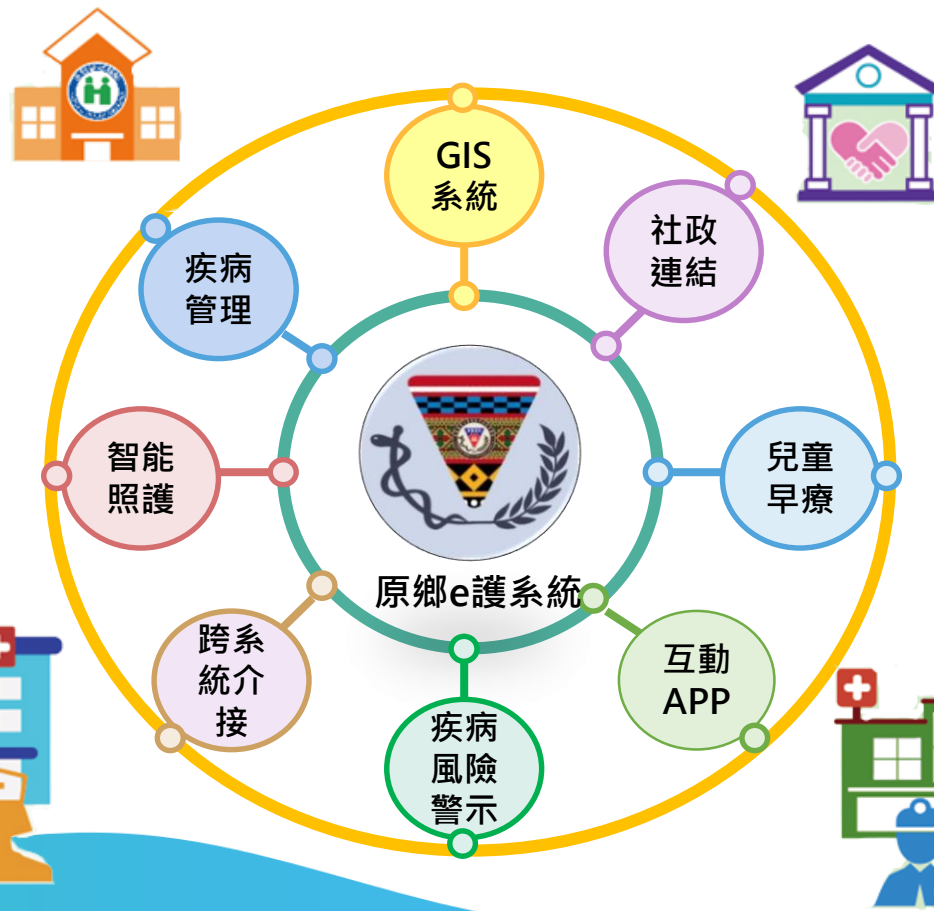 GIS
系統
社政
連結
疾病
管理
智能
照護
兒童
早療
原鄉e護系統
跨系
統介
接
互動
APP
疾病
風險
警示